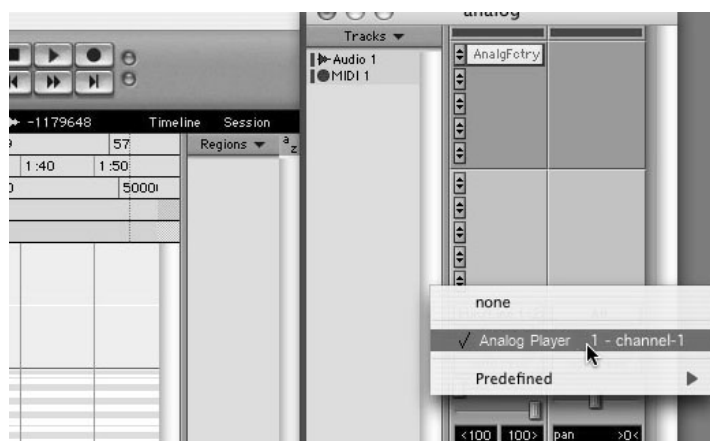 analog
Tracks
Audio 1
MIDI 1
AnalgFctry
-1179648
Timeline Session
57
Regions
a
z
1:40 1:50
5000
none
✓ Analog Player 1 - channel-1
Predefined
<100 100> pan >0<